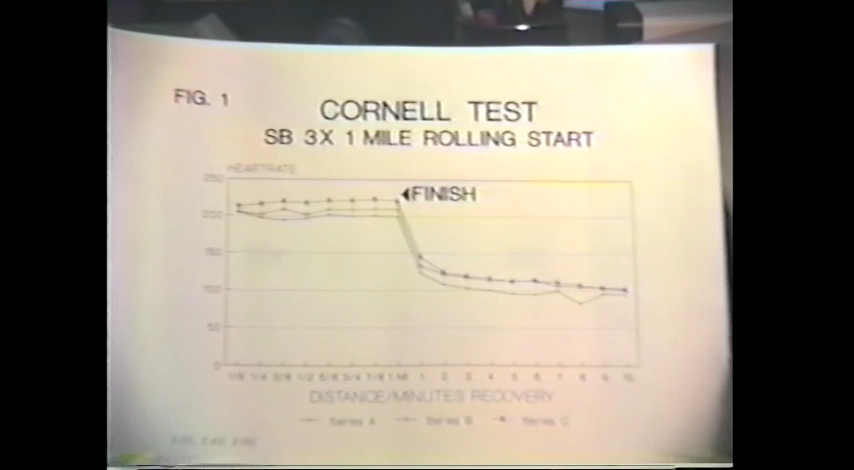 FIG. 1
CORNELL TEST
SB 3X 1 MILE ROLLING START
HEARTRATE
250
200
150
100
50
0
◄FINISH
1/8 1/4 3/8 1/2 5/8 3/4 7/8 1 MI. 1 2 3 4 5 6 7 8 9 10
DISTANCE/MINUTES RECOVERY
Series A Series B Series C